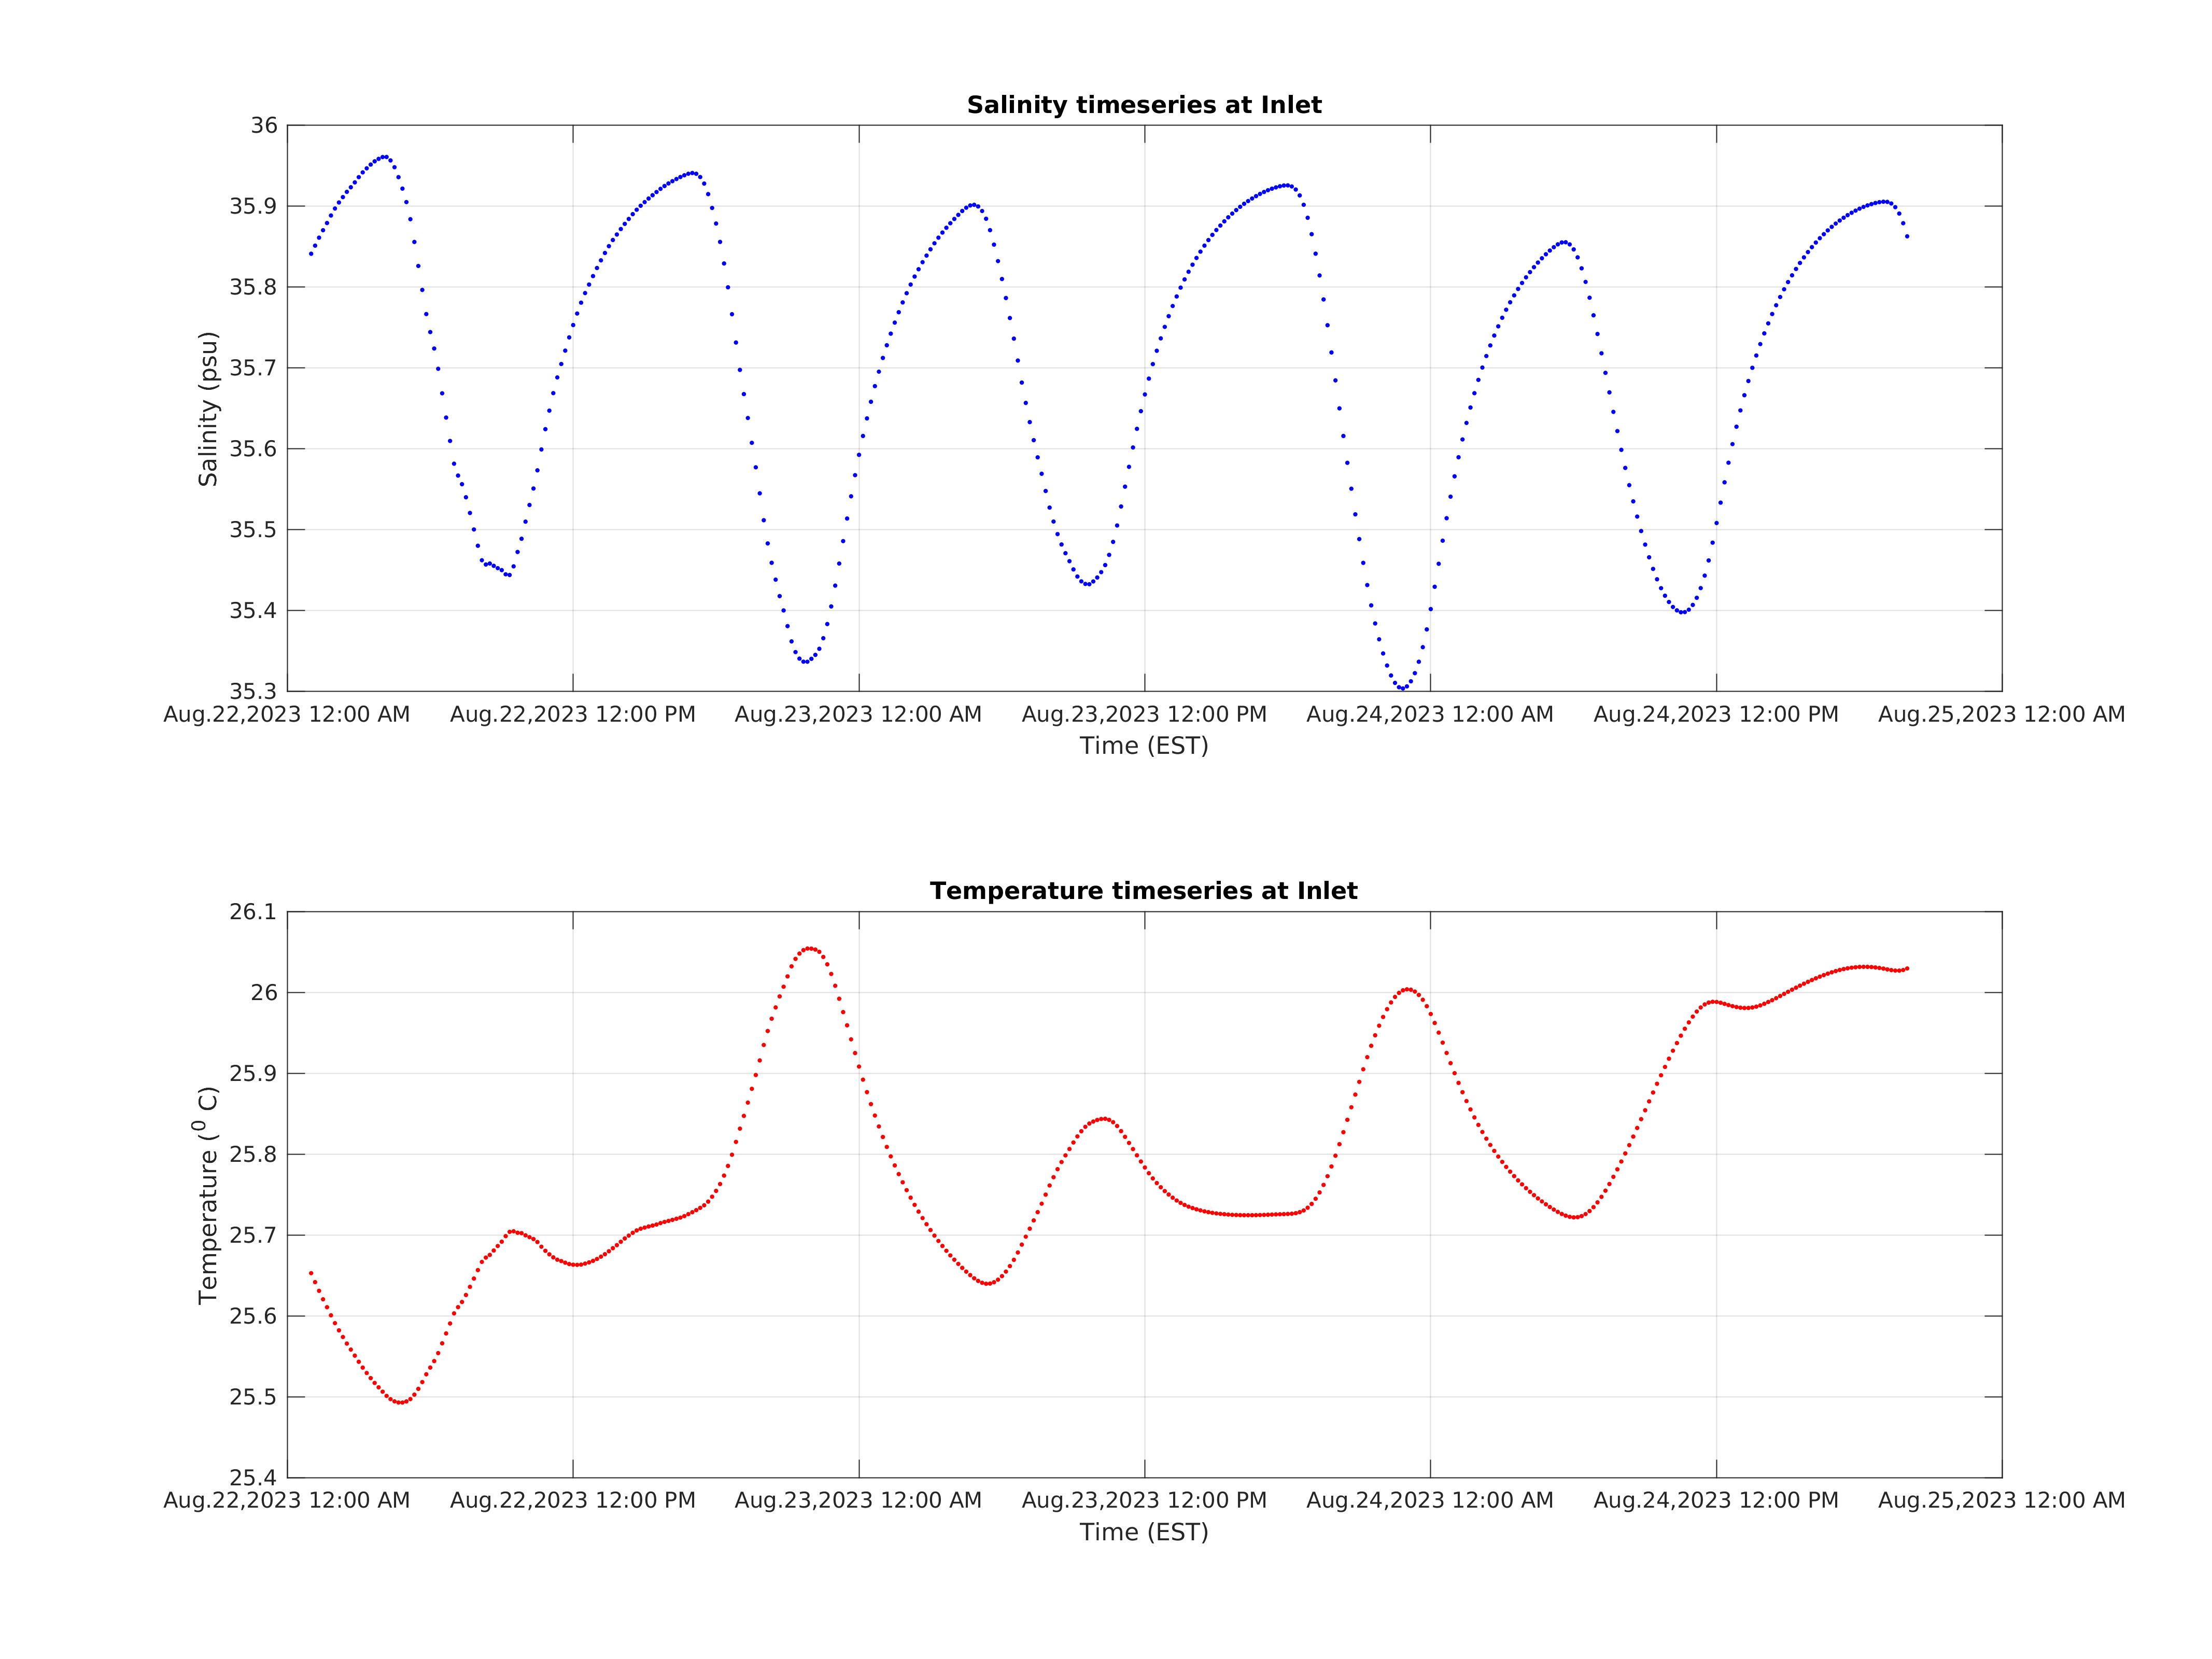 Salinity timeseries at Inlet
36
35.9
35.8
35.7
35.6
35.5
35.4
35.3
Salinity (psu)
Aug.22,2023 12:00 AM Aug.22,2023 12:00 PM Aug.23,2023 12:00 AM Aug.23,2023 12:00 PM Aug.24,2023 12:00 AM Aug.24,2023 12:00 PM Aug.25,2023 12:00 AM
Time (EST)
Temperature timeseries at Inlet
26.1
26
25.9
25.8
25.7
25.6
25.5
25.4
Temperature (⁰ C)
Aug.22,2023 12:00 AM Aug.22,2023 12:00 PM Aug.23,2023 12:00 AM Aug.23,2023 12:00 PM Aug.24,2023 12:00 AM Aug.24,2023 12:00 PM Aug.25,2023 12:00 AM
Time (EST)